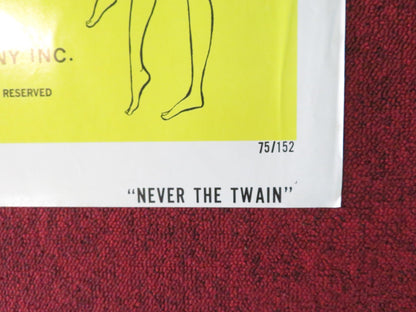 NY INC.
RESERVED
75/152
"NEVER THE TWAIN"